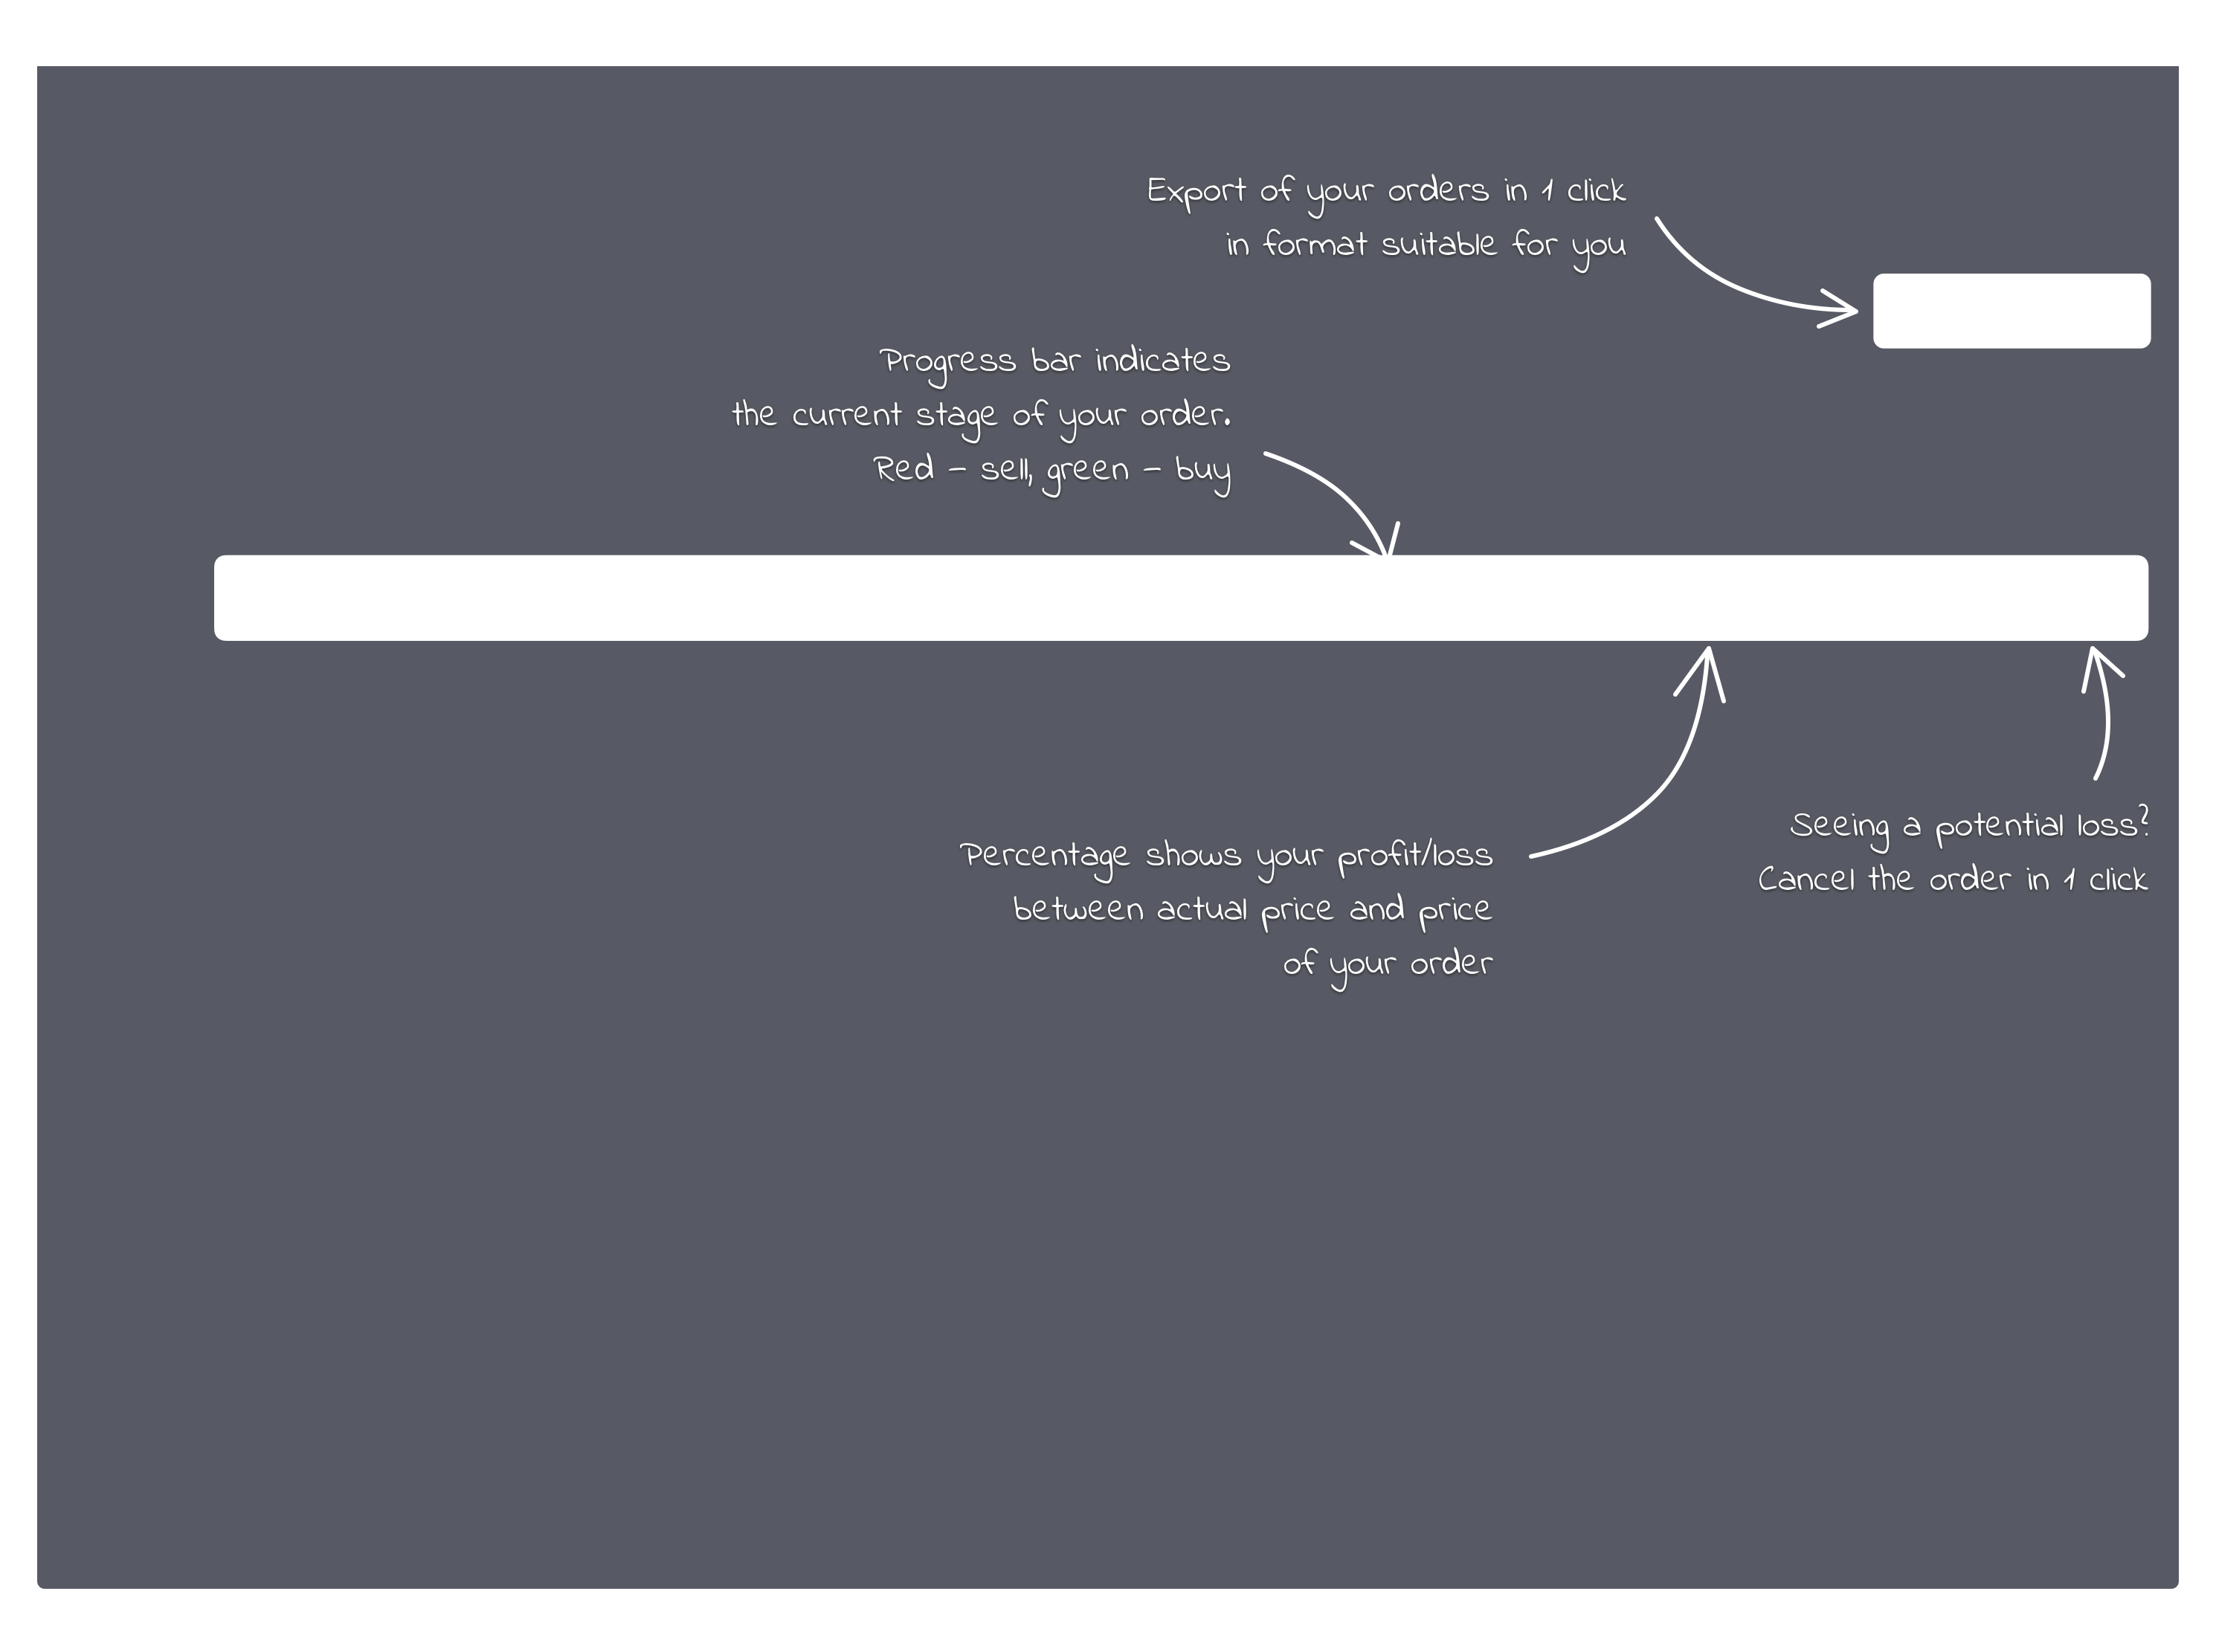 Export of your orders in 1 click
in format suitable for you
Progress bar indicates
the current stage of your order.
Red - sell, green - buy
Percentage shows your profit/loss
between actual price and price
of your order
Seeing a potential loss?
Cancel the order in 1 click